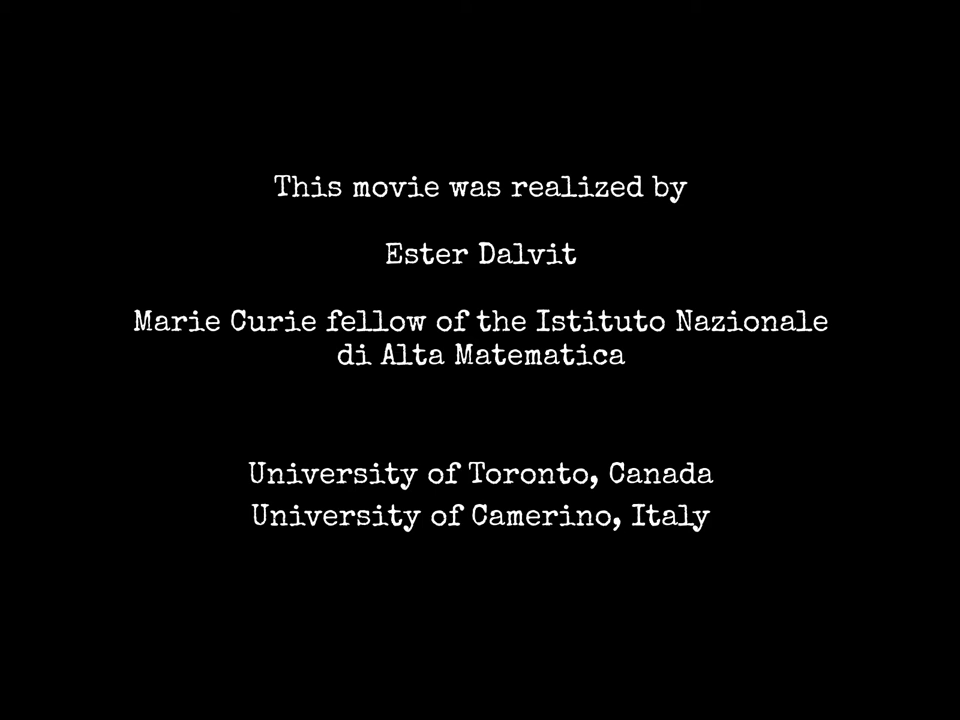 This movie was realized by
Ester Dalvit
Marie Curie fellow of the Istituto Nazionale
di Alta Matematica
University of Toronto, Canada
University of Camerino, Italy